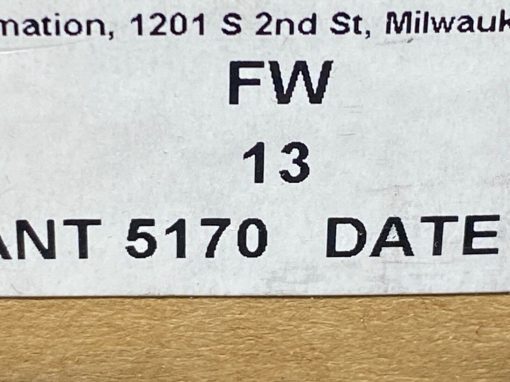 mation, 1201 S 2nd St, Milwauk
FW
13
ANT 5170 DATE